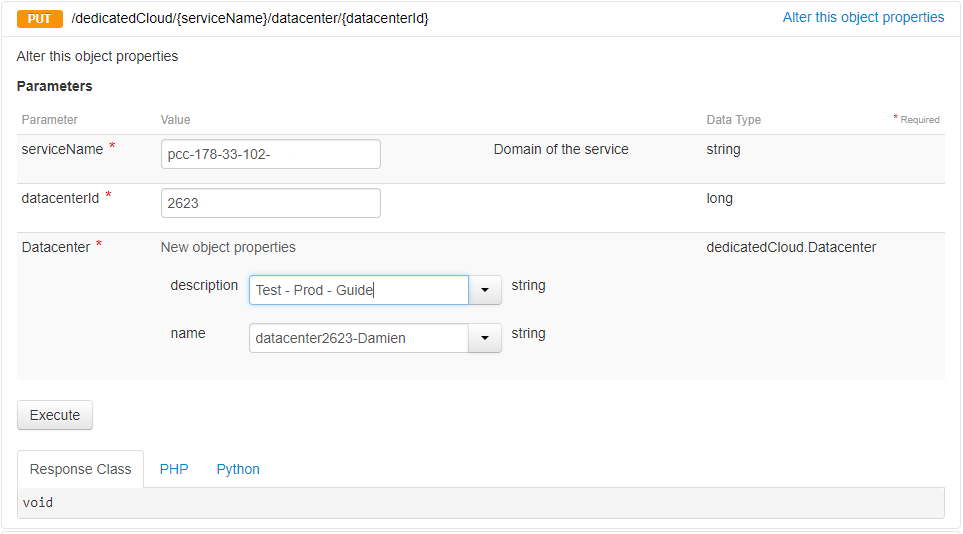 PUT /dedicatedCloud/{serviceName}/datacenter/{datacenterId} Alter this object properties
Alter this object properties
Parameters
Parameter Value Data Type * Required
serviceName * pcc-178-33-102- Domain of the service string
datacenterId * 2623 long
Datacenter * New object properties dedicatedCloud.Datacenter
description Test - Prod - Guide string
name datacenter2623-Damien string
Execute
Response Class PHP Python
void